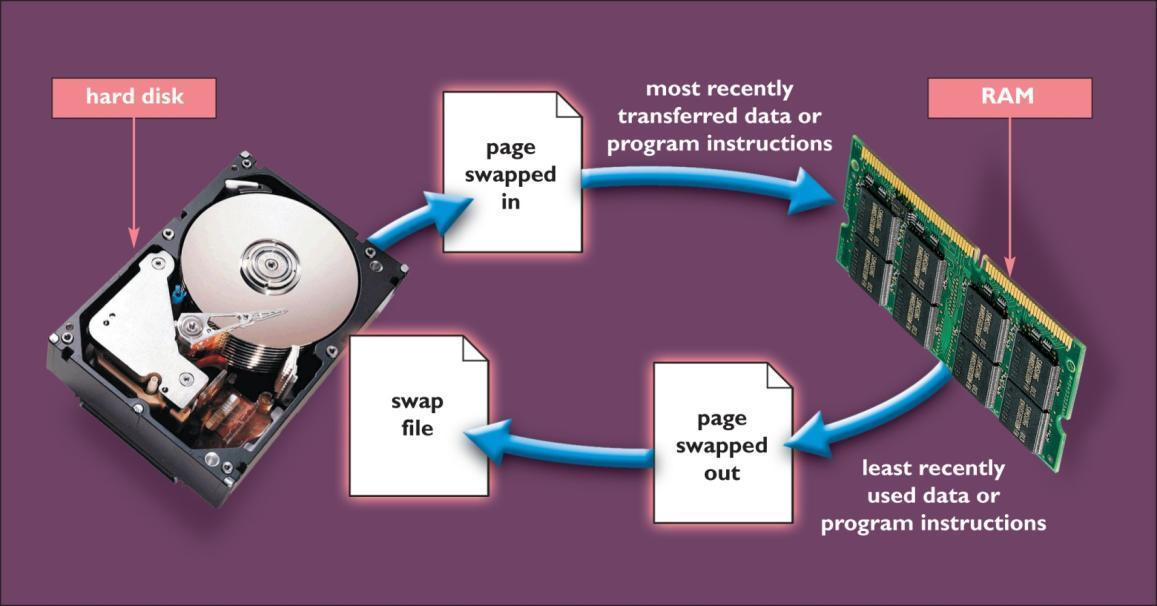 hard disk
page
swapped
in
most recently
transferred data or
program instructions
RAM
swap
file
page
swapped
out
least recently
used data or
program instructions